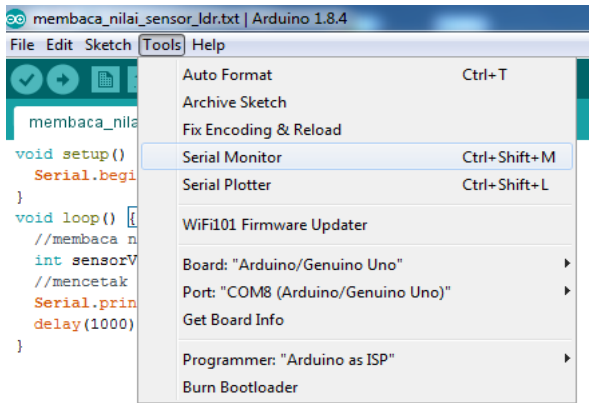 membaca_nilai_sensor_ldr.txt | Arduino 1.8.4
File Edit Sketch Tools Help
membaca_nila
void setup()
Serial.begi
}
void loop() {
//membaca n
int sensorV
//mencetak
Serial.prin
delay(1000)
}
Auto Format Ctrl+T
Archive Sketch
Fix Encoding & Reload
Serial Monitor Ctrl+Shift+M
Serial Plotter Ctrl+Shift+L
WiFi101 Firmware Updater
Board: "Arduino/Genuino Uno"
Port: "COM8 (Arduino/Genuino Uno)"
Get Board Info
Programmer: "Arduino as ISP"
Burn Bootloader